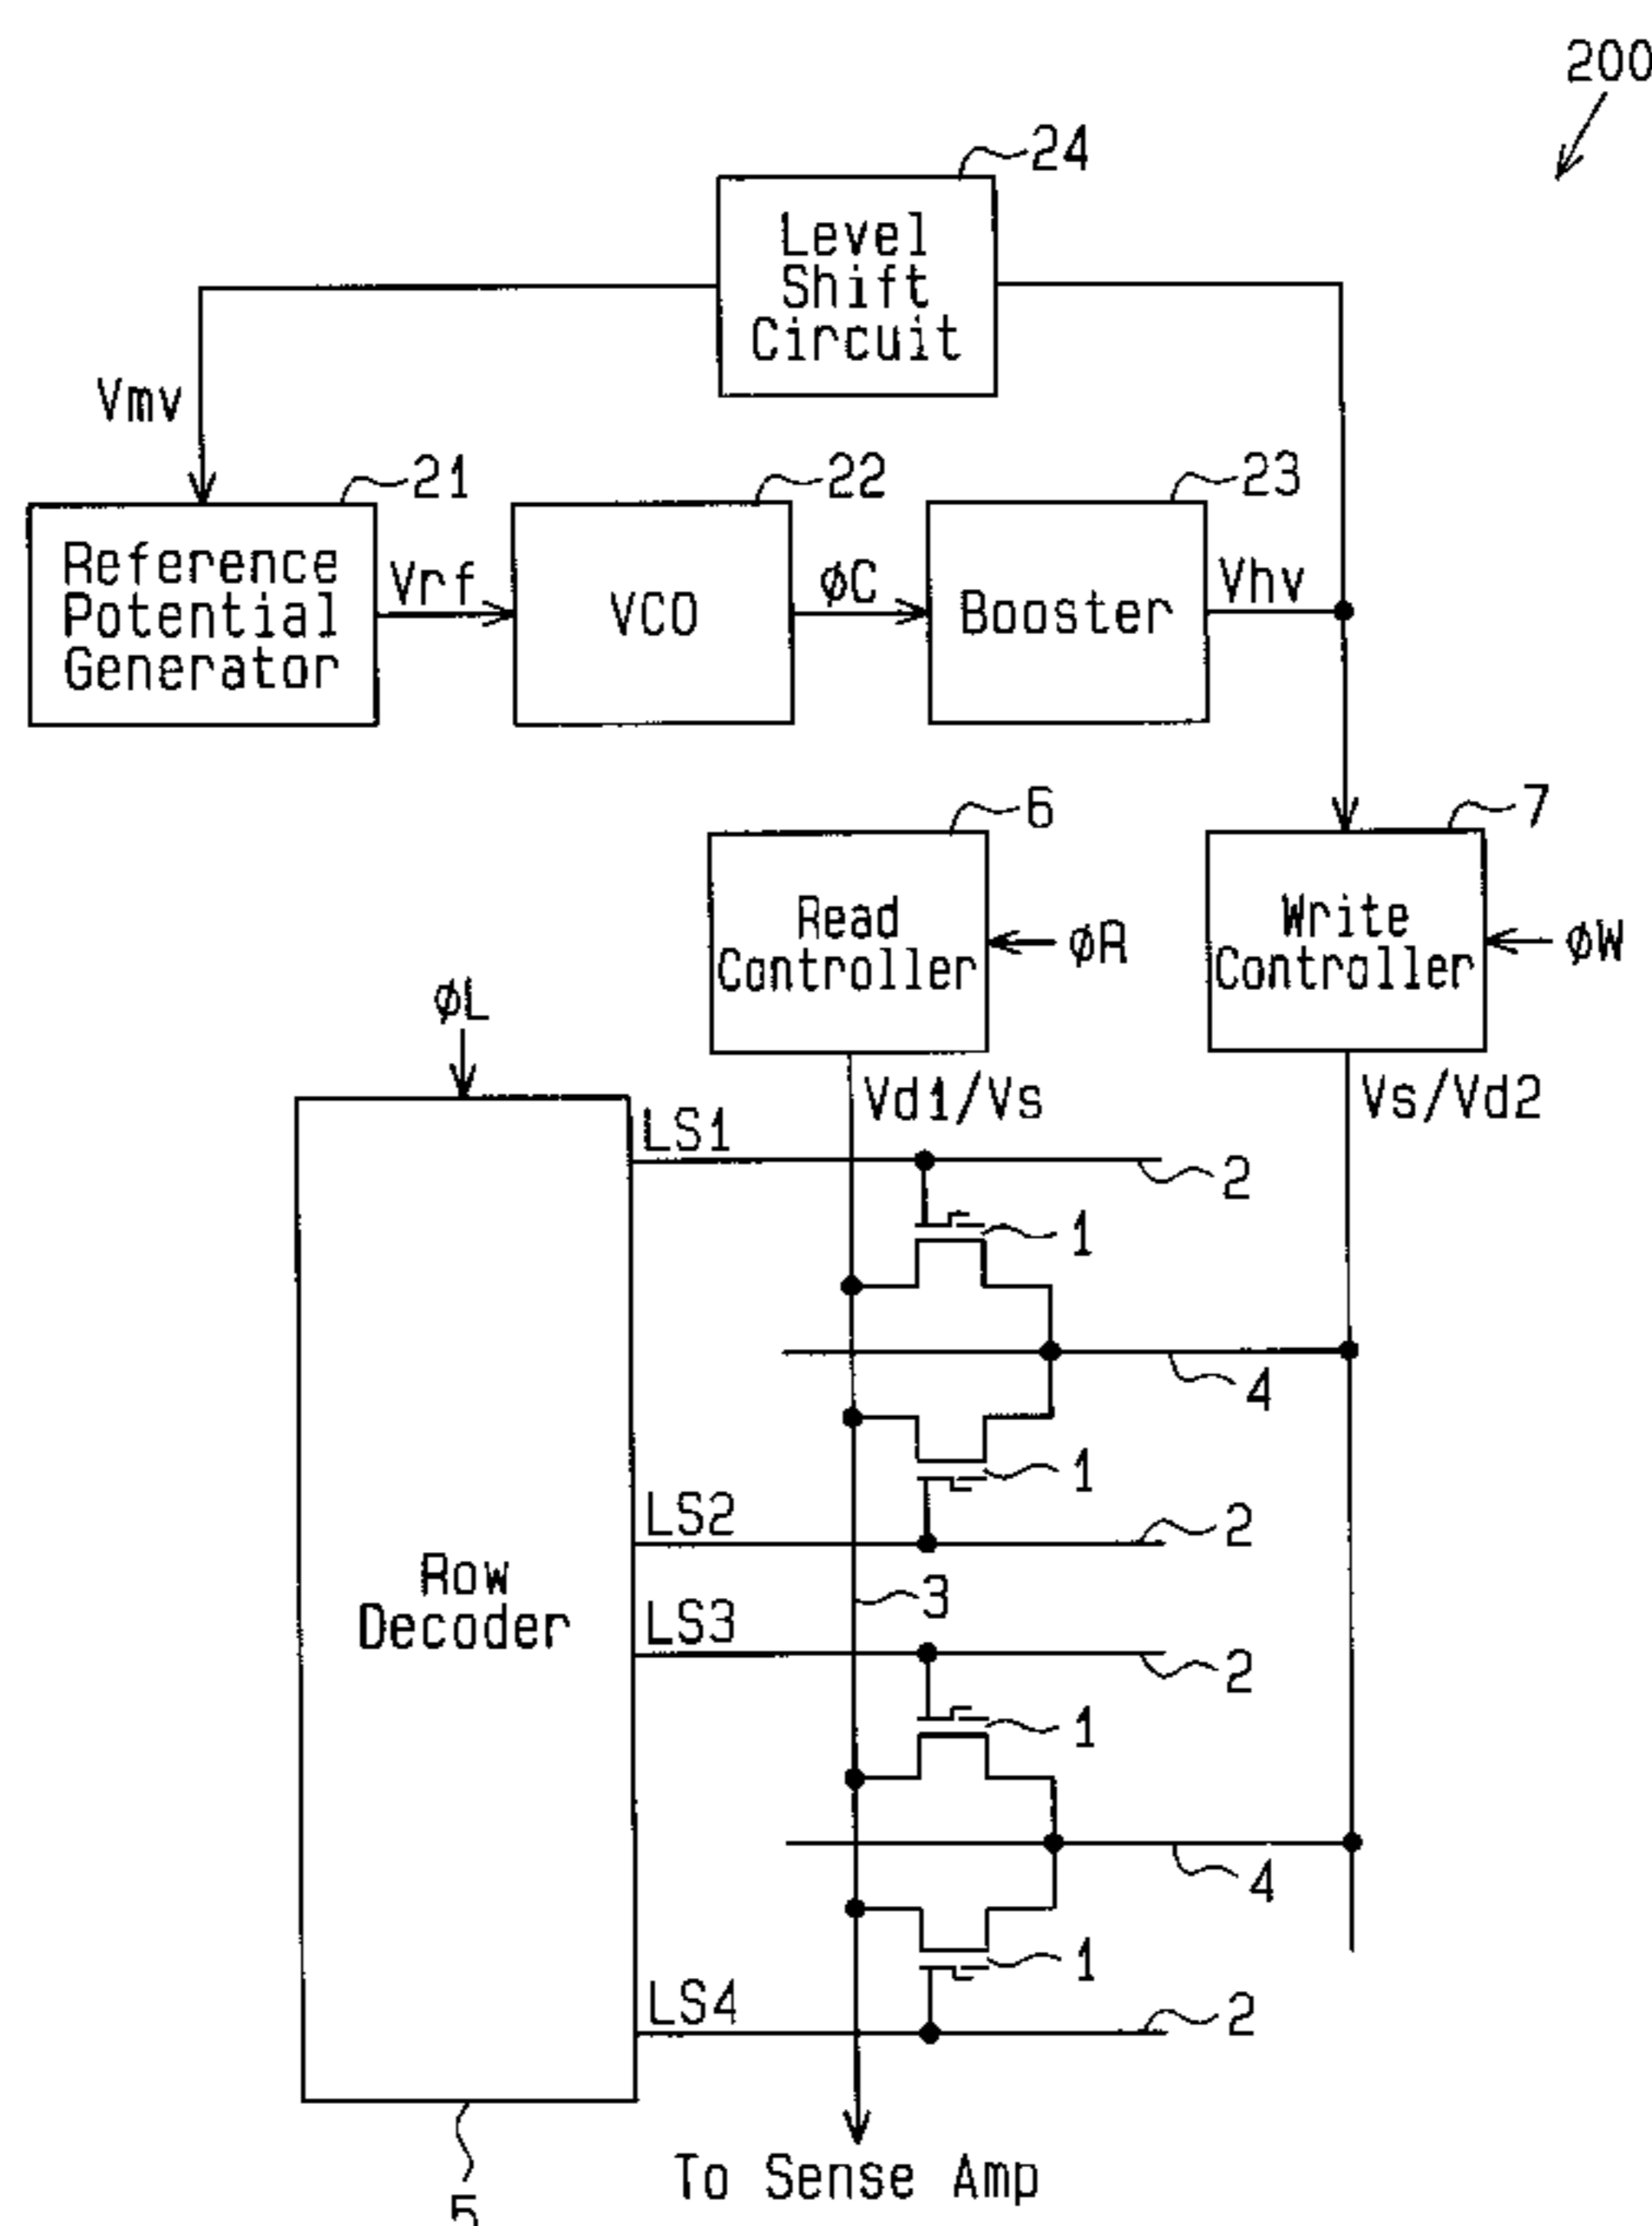 200
24
Level
Shift
Circuit
Vmv
21
22
23
Reference
Potential
Generator
Vrf
VCO
φC
Booster
Vhv
6
7
Read
Controller
φR
Write
Controller
φW
φL
Vd1/Vs
Vs/Vd2
LS1
2
1
4
1
LS2
2
3
LS3
2
Row
Decoder
1
4
1
LS4
2
To Sense Amp
5